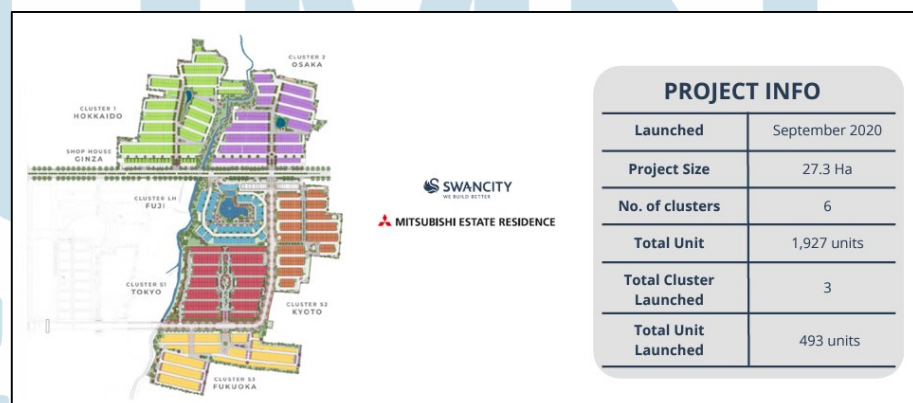 CLUSTER 2
OSAKA
CLUSTER 1
HOKKAIDO
SHOP HOUSE
GINZA
CLUSTER LH
FUJI
CLUSTER S1
TOKYO
CLUSTER S2
KYOTO
CLUSTER S3
FUKUOKA
SWANCITY
WE BUILD BETTER
MITSUBISHI ESTATE RESIDENCE
PROJECT INFO
Launched September 2020
Project Size 27.3 Ha
No. of clusters 6
Total Unit 1,927 units
Total Cluster
Launched 3
Total Unit
Launched 493 units